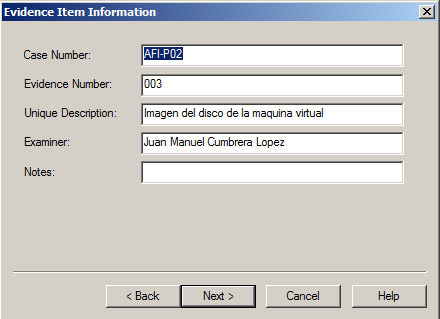 Evidence Item Information
Case Number: AFI-P02
Evidence Number: 003
Unique Description: Imagen del disco de la maquina virtual
Examiner: Juan Manuel Cumbrera Lopez
Notes:
< Back Next > Cancel Help